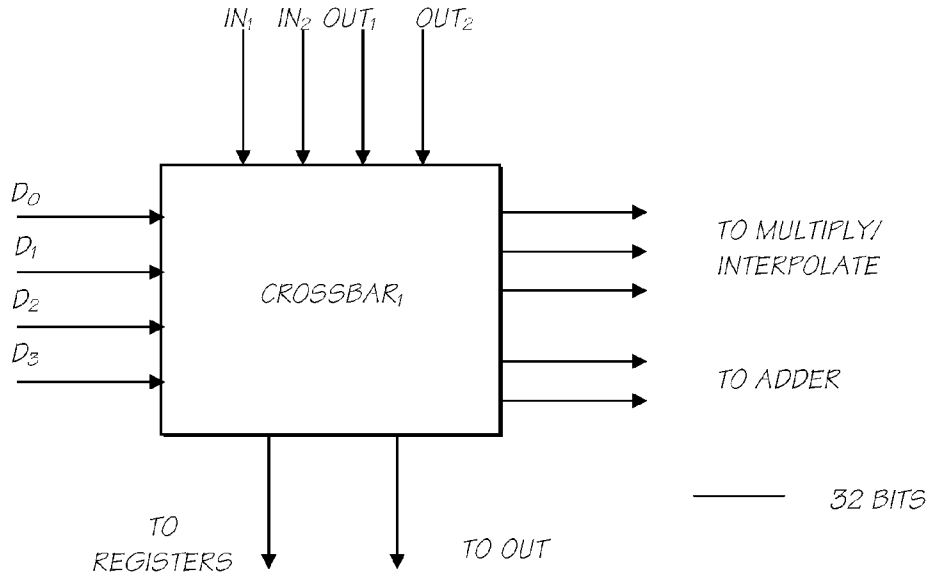 IN₁ IN₂ OUT₁ OUT₂
D₀
D₁
D₂
D₃
CROSSBAR₁
TO MULTIPLY/
INTERPOLATE
TO ADDER
32 BITS
TO
REGISTERS
TO OUT